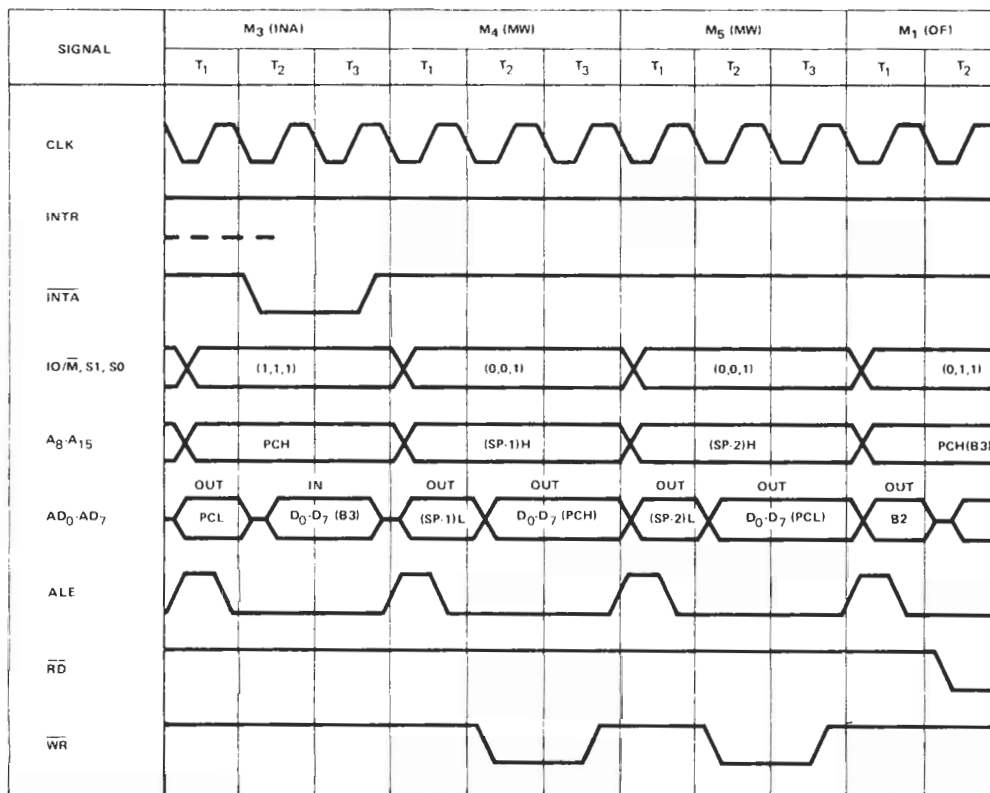 SIGNAL M3 (INA) M4 (MW) M5 (MW) M1 (OF)
T1 T2 T3 T1 T2 T3 T1 T2 T3 T1 T2
CLK
INTR
INTA
IO/M, S1, S0 (1,1,1) (0,0,1) (0,0,1) (0,1,1)
A8-A15 PCH (SP-1)H (SP-2)H PCH(B3)
OUT IN OUT OUT OUT OUT OUT
AD0-AD7 PCL D0-D7 (B3) (SP-1)L D0-D7 (PCH) (SP-2)L D0-D7 (PCL) B2
ALE
RD
WR